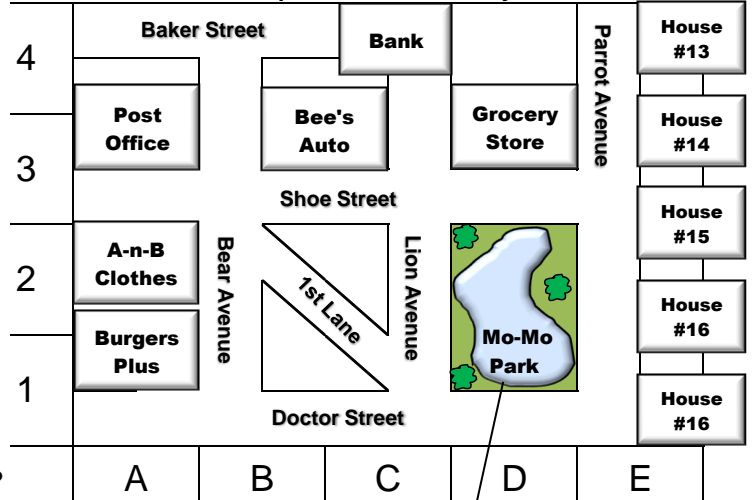 Baker Street
Bank
House
#13
4
Parrot Avenue
Post
Office
Bee's
Auto
Grocery
Store
House
#14
3
Shoe Street
House
#15
A-n-B
Clothes
Bear Avenue
1st Lane
Lion Avenue
2
House
#16
Burgers
Plus
Mo-Mo
Park
1
Doctor Street
House
#16
A
B
C
D
E